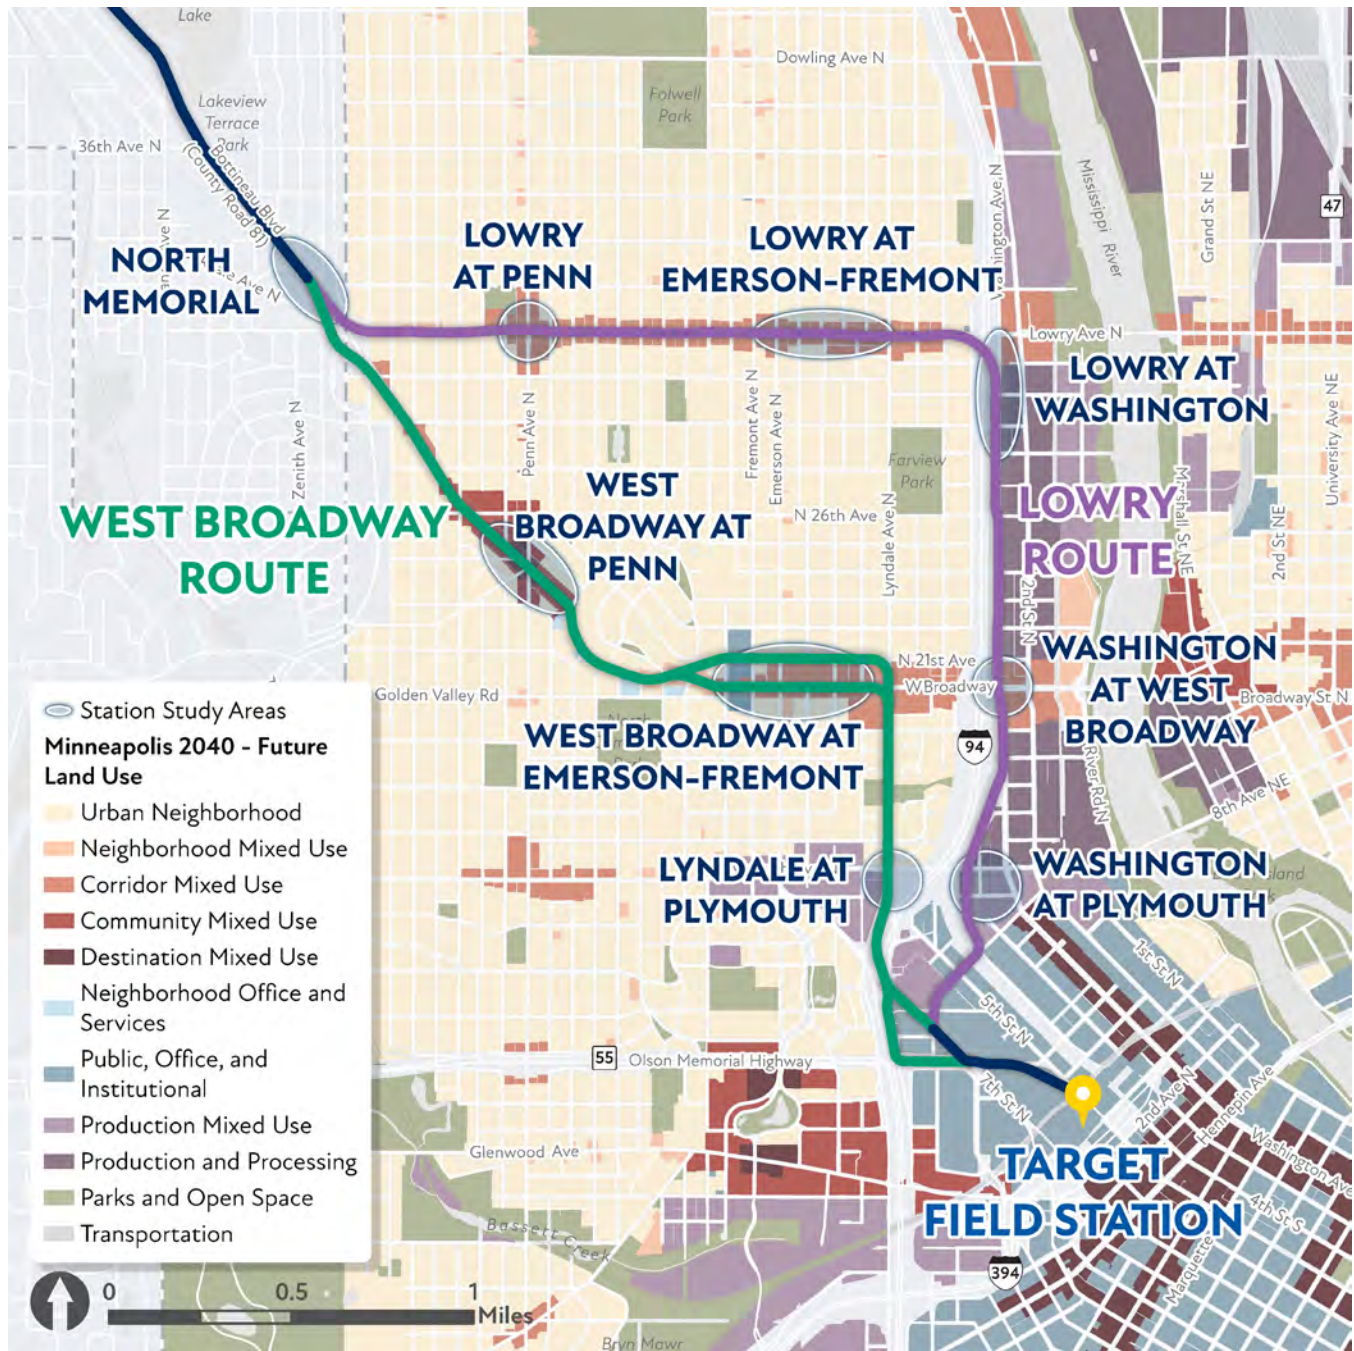 Lake
Dowling Ave N
Lakeview
Terrace
Park
Folwell
Park
36th Ave N
Bottineau Blvd
(County Road 81)
Mississippi River
Grand St NE
47
Washington Ave N
NORTH
MEMORIAL
LOWRY
AT PENN
LOWRY AT
EMERSON-FREMONT
Lowry Ave N
LOWRY AT
WASHINGTON
Zenith Ave N
Penn Ave N
Fremont Ave N
Emerson Ave N
Farview
Park
Lyndale Ave N
N 26th Ave
University Ave NE
Marshall St NE
2nd St NE
WEST BROADWAY
ROUTE
WEST
BROADWAY AT
PENN
LOWRY
ROUTE
2nd St N
N 21st Ave
W Broadway
WASHINGTON
AT WEST
BROADWAY
Broadway St N
Golden Valley Rd
North
WEST BROADWAY AT
EMERSON-FREMONT
94
River Rd N
8th Ave NE
LYNDALE AT
PLYMOUTH
WASHINGTON
AT PLYMOUTH
Island
1st St N
5th St N
7th St N
55
Olson Memorial Highway
2nd Ave N
Hennepin Ave
Washington Ave
4th St S
Marquette
Glenwood Ave
Bassett Creek
TARGET
FIELD STATION
394
Bryn Mawr
Station Study Areas
Minneapolis 2040 - Future
Land Use
Urban Neighborhood
Neighborhood Mixed Use
Corridor Mixed Use
Community Mixed Use
Destination Mixed Use
Neighborhood Office and
Services
Public, Office, and
Institutional
Production Mixed Use
Production and Processing
Parks and Open Space
Transportation
0 0.5 1
Miles